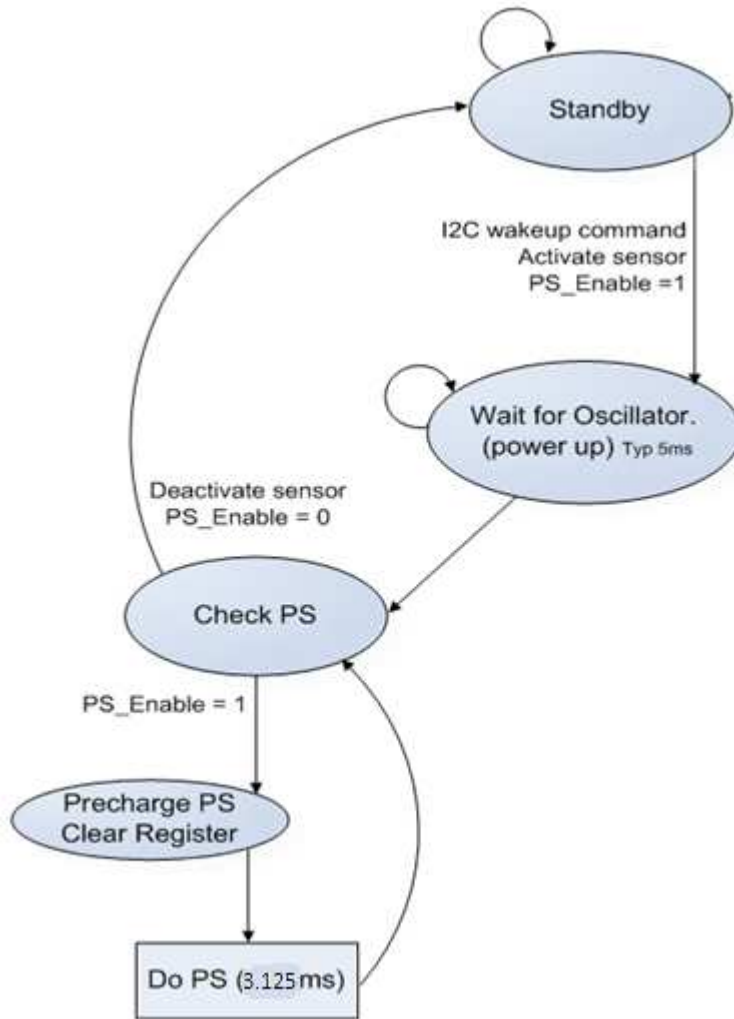 Standby
I2C wakeup command
Activate sensor
PS_Enable =1
Wait for Oscillator.
(power up) Typ 5ms
Deactivate sensor
PS_Enable = 0
Check PS
PS_Enable = 1
Precharge PS
Clear Register
Do PS (3.125ms)